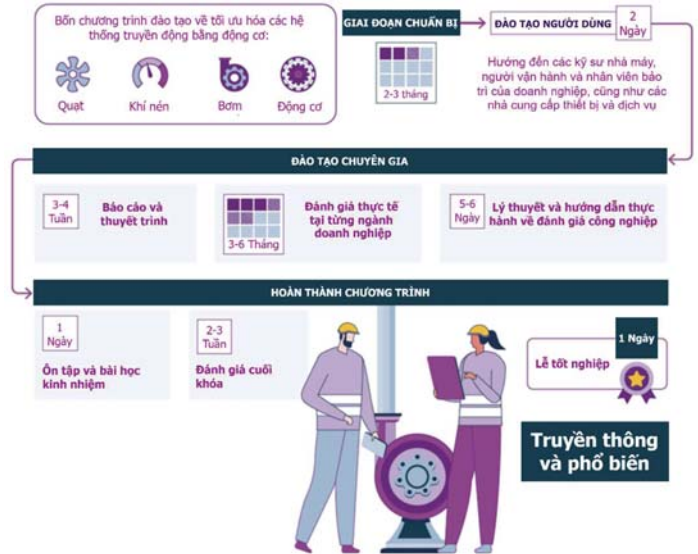 Bốn chương trình đào tạo về tối ưu hóa các hệ
thống truyền động bằng động cơ:
Quạt
Khí nén
Bơm
Động cơ
GIAI ĐOẠN CHUẨN BỊ
2-3 tháng
ĐÀO TẠO NGƯỜI DÙNG
2
Ngày
Hướng đến các kỹ sư nhà máy,
người vận hành và nhân viên bảo
trì của doanh nghiệp, cũng như các
nhà cung cấp thiết bị và dịch vụ
ĐÀO TẠO CHUYÊN GIA
3-4
Tuần
Báo cáo và
thuyết trình
3-6 Tháng
Đánh giá thực tế
tại từng ngành
doanh nghiệp
5-6
Ngày
Lý thuyết và hướng dẫn thực
hành về đánh giá công nghiệp
HOÀN THÀNH CHƯƠNG TRÌNH
1
Ngày
Ôn tập và bài học
kinh nghiệm
2-3
Tuần
Đánh giá cuối
khóa
1 Ngày
Lễ tốt nghiệp
Truyền thông
và phổ biến